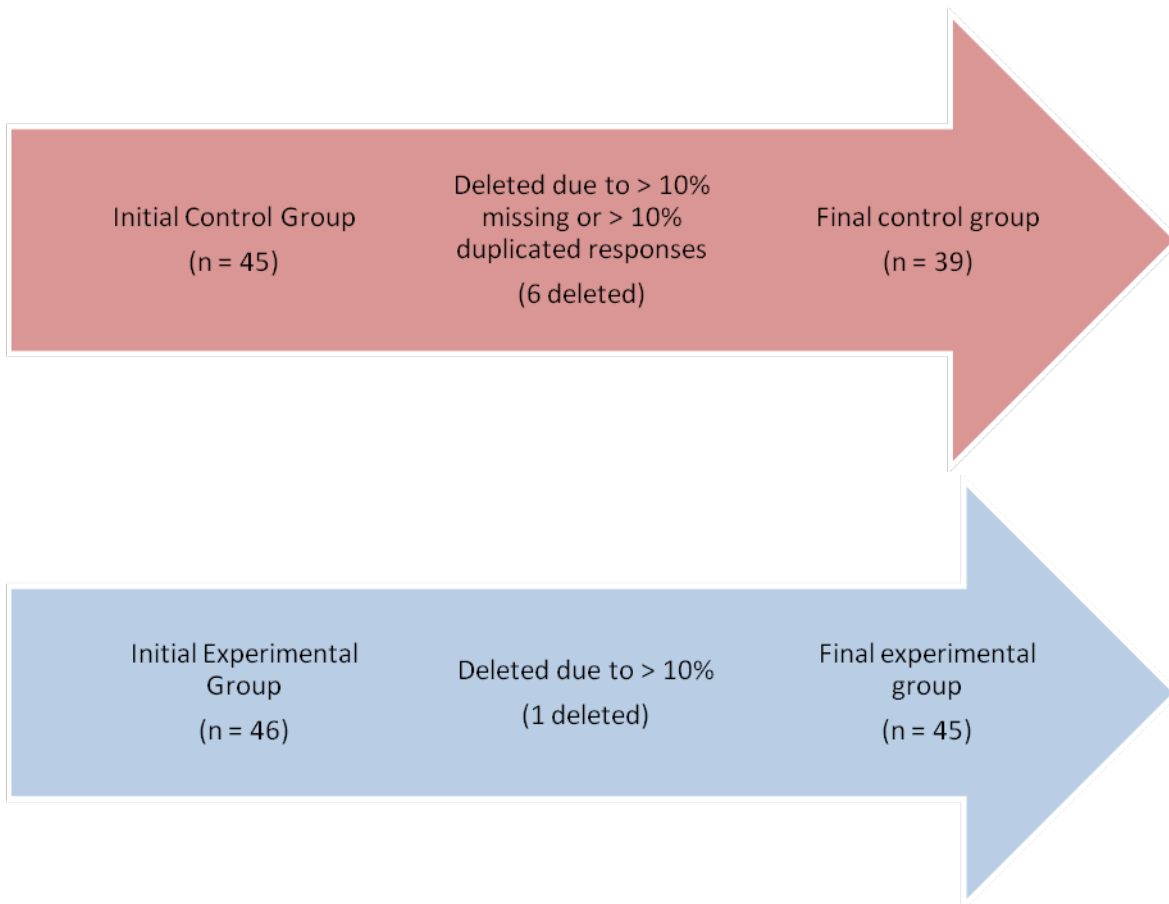 Initial Control Group
(n = 45)
Deleted due to > 10%
missing or > 10%
duplicated responses
(6 deleted)
Final control group
(n = 39)
Initial Experimental
Group
(n = 46)
Deleted due to > 10%
(1 deleted)
Final experimental
group
(n = 45)